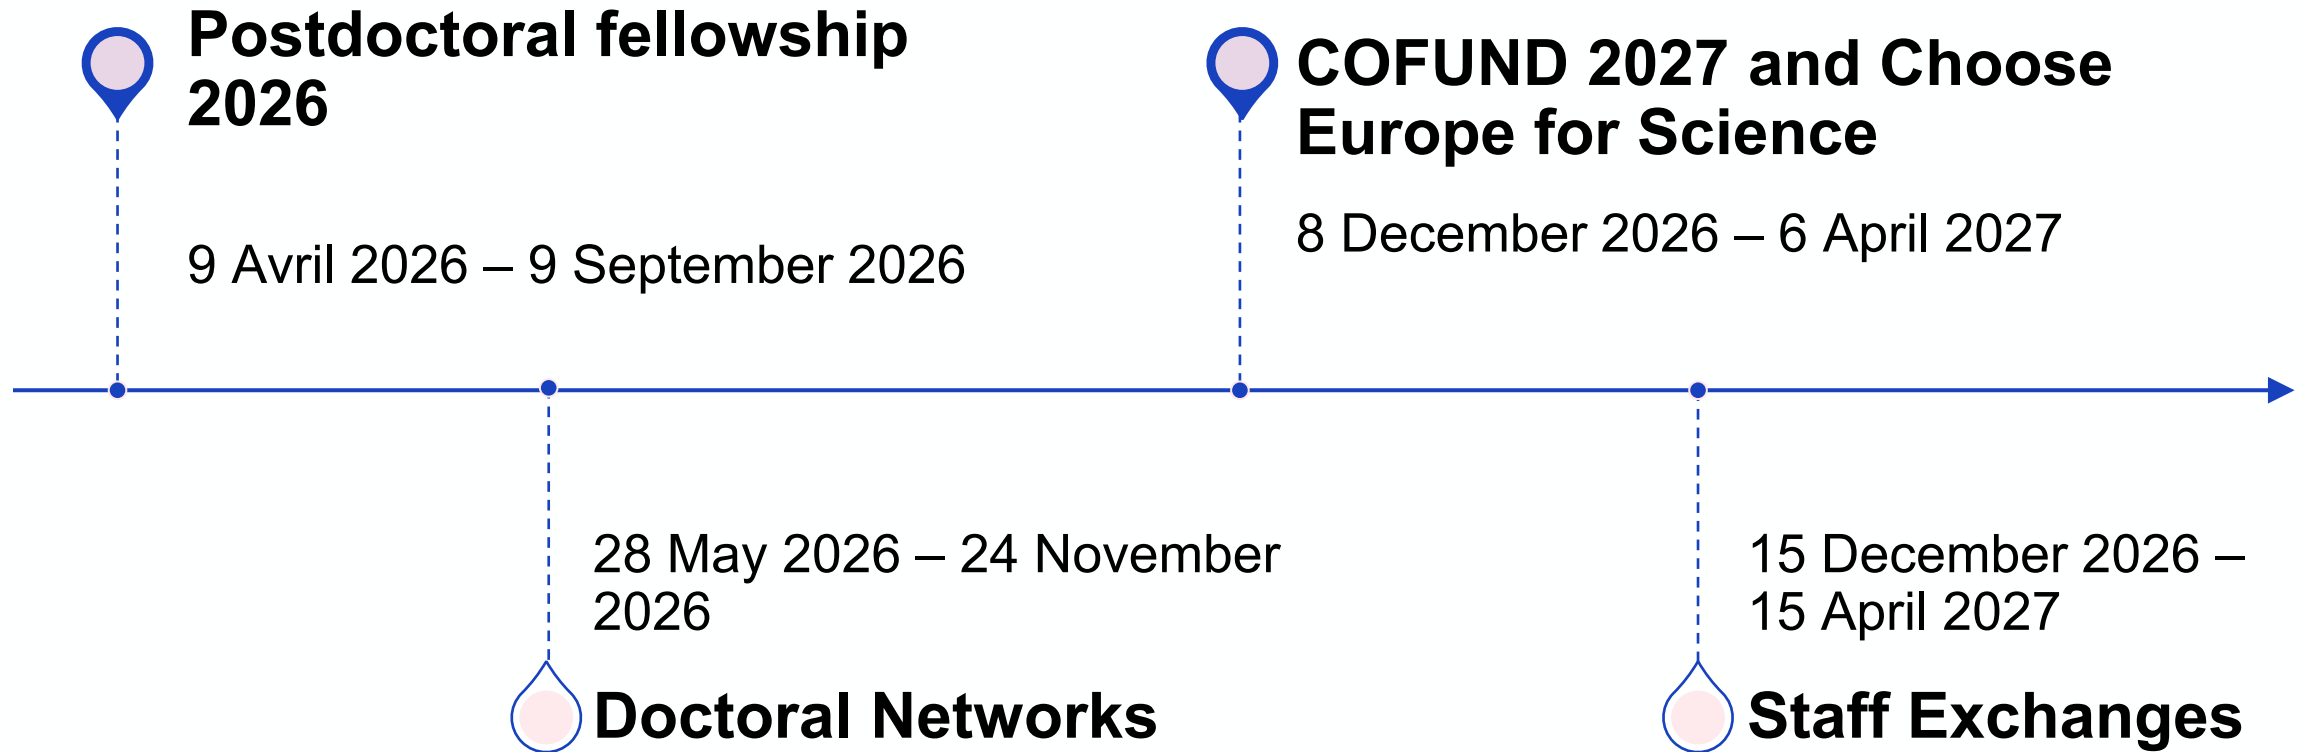 Postdoctoral fellowship
2026
9 Avril 2026 – 9 September 2026
28 May 2026 – 24 November
2026
Doctoral Networks
COFUND 2027 and Choose
Europe for Science
8 December 2026 – 6 April 2027
15 December 2026 –
15 April 2027
Staff Exchanges